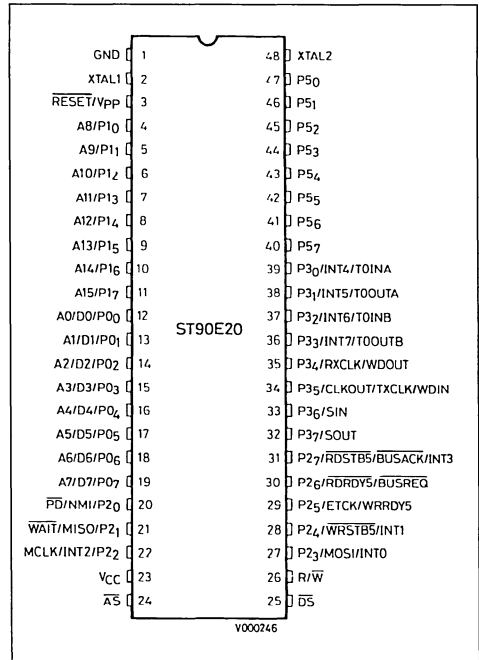 GND 1 48 XTAL2
XTAL1 2 47 P50
RESET/VPP 3 46 P51
A8/P10 4 45 P52
A9/P11 5 44 P53
A10/P12 6 43 P54
A11/P13 7 42 P55
A12/P14 8 41 P56
A13/P15 9 40 P57
A14/P16 10 39 P30/INT4/T0INA
A15/P17 11 38 P31/INT5/T0OUTA
A0/D0/P00 12 37 P32/INT6/T0INB
ST90E20
A1/D1/P01 13 36 P33/INT7/T0OUTB
A2/D2/P02 14 35 P34/RXCLK/WDOUT
A3/D3/P03 15 34 P35/CLKOUT/TXCLK/WDIN
A4/D4/P04 16 33 P36/SIN
A5/D5/P05 17 32 P37/SOUT
A6/D6/P06 18 31 P27/RDSTB5/BUSACK/INT3
A7/D7/P07 19 30 P26/RDRDY5/BUSREQ
PD/NMI/P20 20 29 P25/ETCK/WRRDY5
WAIT/MISO/P21 21 28 P24/WRSTB5/INT1
MCLK/INT2/P22 22 27 P23/MOSI/INT0
VCC 23 26 R/W
AS 24 25 DS
V000246